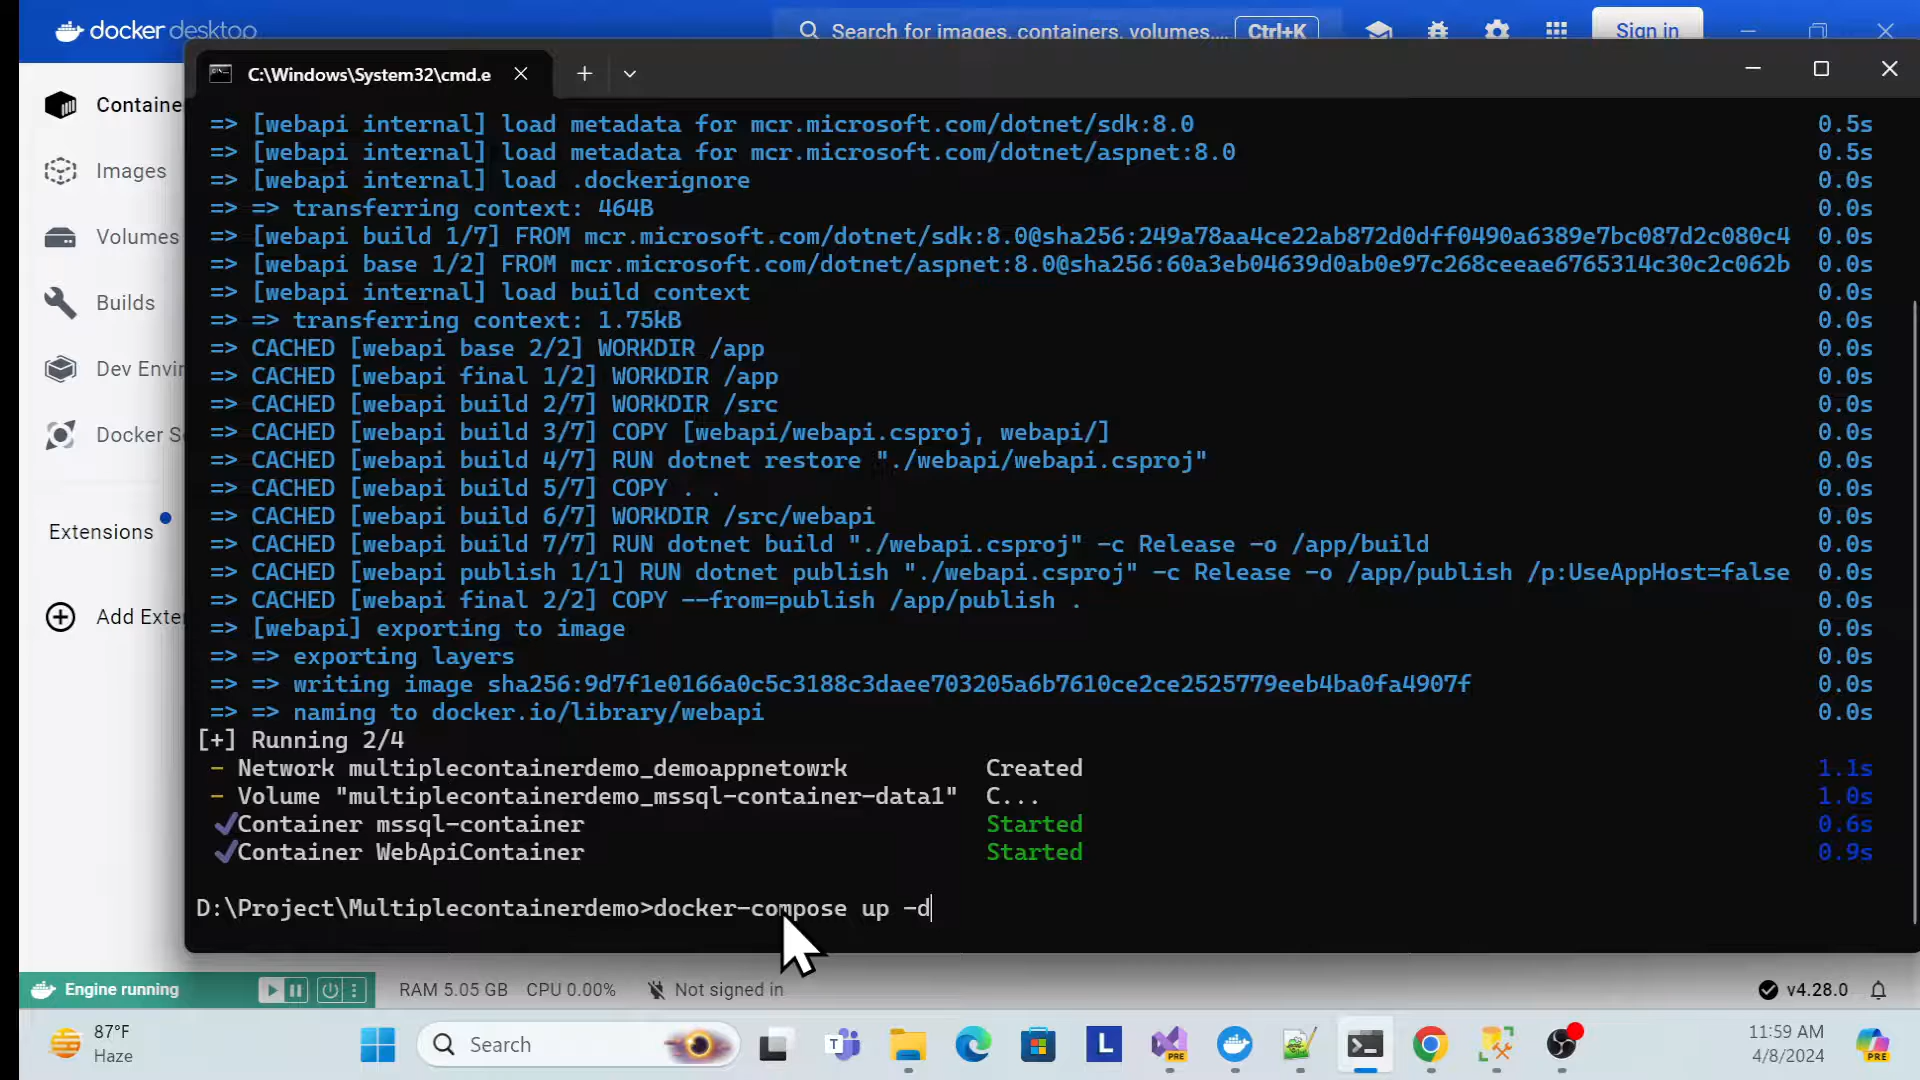 docker desktop
Search for images, containers, volumes,... Ctrl+K
Sign in
C:\Windows\System32\cmd.e
Containe
Images
Volumes
Builds
Dev Envir
Docker S
Extensions
Add Exte
=> [webapi internal] load metadata for mcr.microsoft.com/dotnet/sdk:8.0 0.5s
=> [webapi internal] load metadata for mcr.microsoft.com/dotnet/aspnet:8.0 0.5s
=> [webapi internal] load .dockerignore 0.0s
=> => transferring context: 464B 0.0s
=> [webapi build 1/7] FROM mcr.microsoft.com/dotnet/sdk:8.0@sha256:249a78aa4ce22ab872d0dff0490a6389e7bc087d2c080c4 0.0s
=> [webapi base 1/2] FROM mcr.microsoft.com/dotnet/aspnet:8.0@sha256:60a3eb04639d0ab0e97c268ceeae6765314c30c2c062b 0.0s
=> [webapi internal] load build context 0.0s
=> => transferring context: 1.75kB 0.0s
=> CACHED [webapi base 2/2] WORKDIR /app 0.0s
=> CACHED [webapi final 1/2] WORKDIR /app 0.0s
=> CACHED [webapi build 2/7] WORKDIR /src 0.0s
=> CACHED [webapi build 3/7] COPY [webapi/webapi.csproj, webapi/] 0.0s
=> CACHED [webapi build 4/7] RUN dotnet restore "./webapi/webapi.csproj" 0.0s
=> CACHED [webapi build 5/7] COPY . . 0.0s
=> CACHED [webapi build 6/7] WORKDIR /src/webapi 0.0s
=> CACHED [webapi build 7/7] RUN dotnet build "./webapi.csproj" -c Release -o /app/build 0.0s
=> CACHED [webapi publish 1/1] RUN dotnet publish "./webapi.csproj" -c Release -o /app/publish /p:UseAppHost=false 0.0s
=> CACHED [webapi final 2/2] COPY --from=publish /app/publish . 0.0s
=> [webapi] exporting to image 0.0s
=> => exporting layers 0.0s
=> => writing image sha256:9d7f1e0166a0c5c3188c3daee703205a6b7610ce2ce2525779eeb4ba0fa4907f 0.0s
=> => naming to docker.io/library/webapi 0.0s
[+] Running 2/4
- Network multiplecontainerdemo_demoappnetowrk Created 1.1s
- Volume "multiplecontainerdemo_mssql-container-data1" C... 1.0s
✓Container mssql-container Started 0.6s
✓Container WebApiContainer Started 0.9s
D:\Project\Multiplecontainerdemo>docker-compose up -d
Engine running RAM 5.05 GB CPU 0.00% Not signed in v4.28.0
87°F
Haze
Search
L
PRE
11:59 AM
4/8/2024
PRE